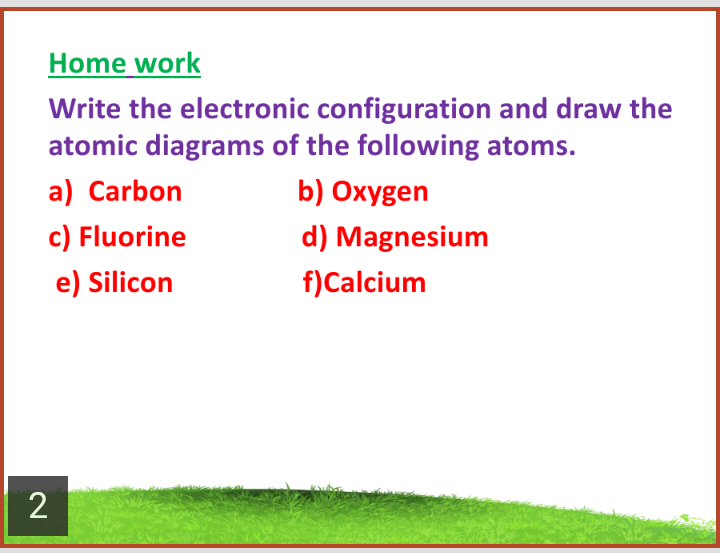 Home work
Write the electronic configuration and draw the
atomic diagrams of the following atoms.
a) Carbon b) Oxygen
c) Fluorine d) Magnesium
e) Silicon f)Calcium
2